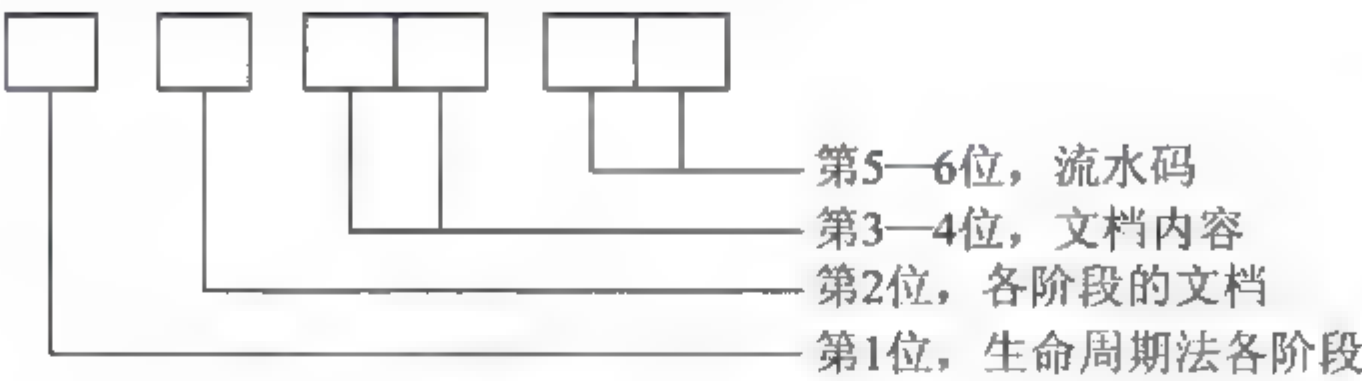 第5—6位，流水码
第3—4位，文档内容
第2位，各阶段的文档
第1位，生命周期法各阶段